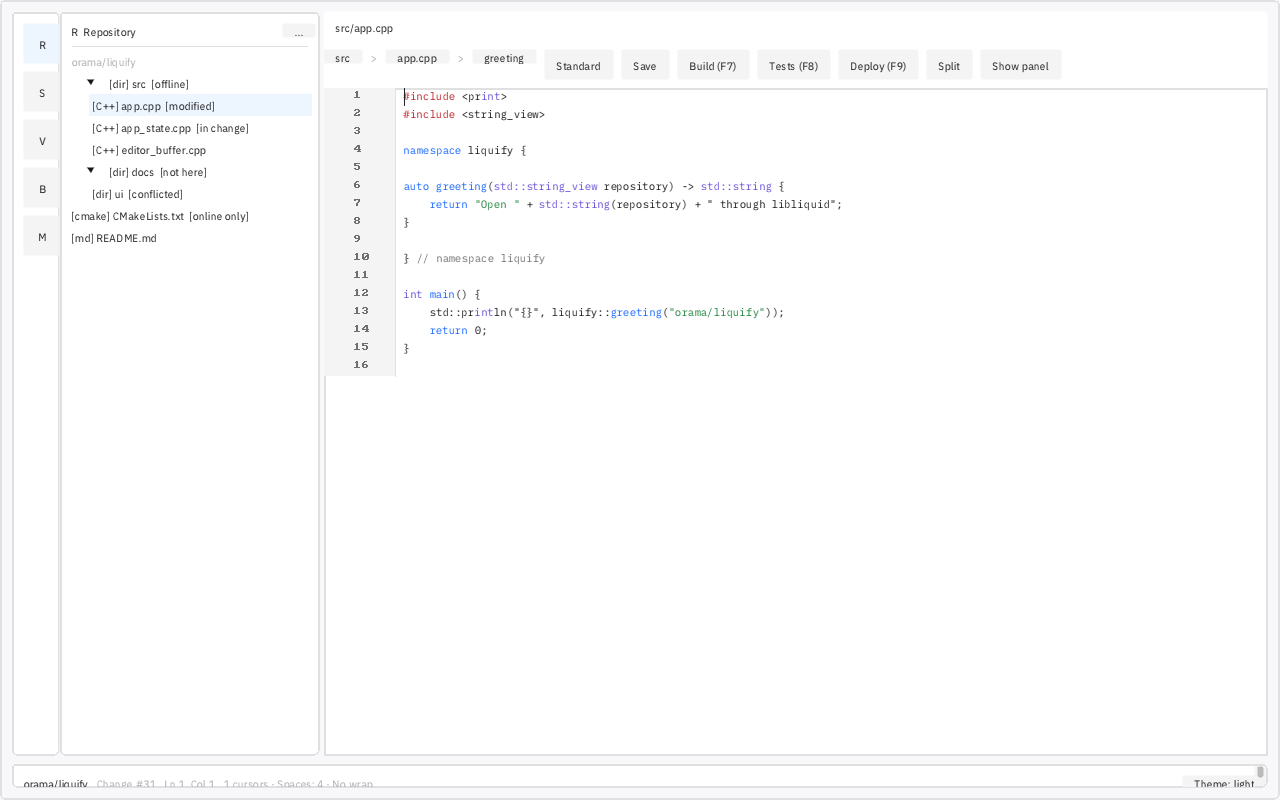 R
S
V
B
M
R Repository
...
orama/liquify
▼ [dir] src [offline]
[C++] app.cpp [modified]
[C++] app_state.cpp [in change]
[C++] editor_buffer.cpp
▼ [dir] docs [not here]
[dir] ui [conflicted]
[cmake] CMakeLists.txt [online only]
[md] README.md
src/app.cpp
src > app.cpp > greeting Standard Save Build (F7) Tests (F8) Deploy (F9) Split Show panel
1 #include <print>
2 #include <string_view>
3
4 namespace liquify {
5
6 auto greeting(std::string_view repository) -> std::string {
7     return "Open " + std::string(repository) + " through libliquid";
8 }
9
10 } // namespace liquify
11
12 int main() {
13     std::println("{}", liquify::greeting("orama/liquify"));
14     return 0;
15 }
16
orama/liquify Change #31 Ln 1, Col 1 1 cursors · Spaces: 4 · No wrap Theme: light